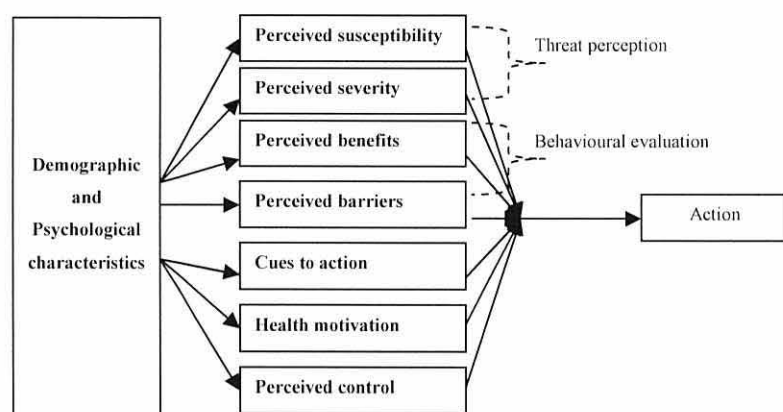 Demographic
and
Psychological
characteristics
Perceived susceptibility
Perceived severity
Perceived benefits
Perceived barriers
Cues to action
Health motivation
Perceived control
Threat perception
Behavioural evaluation
Action